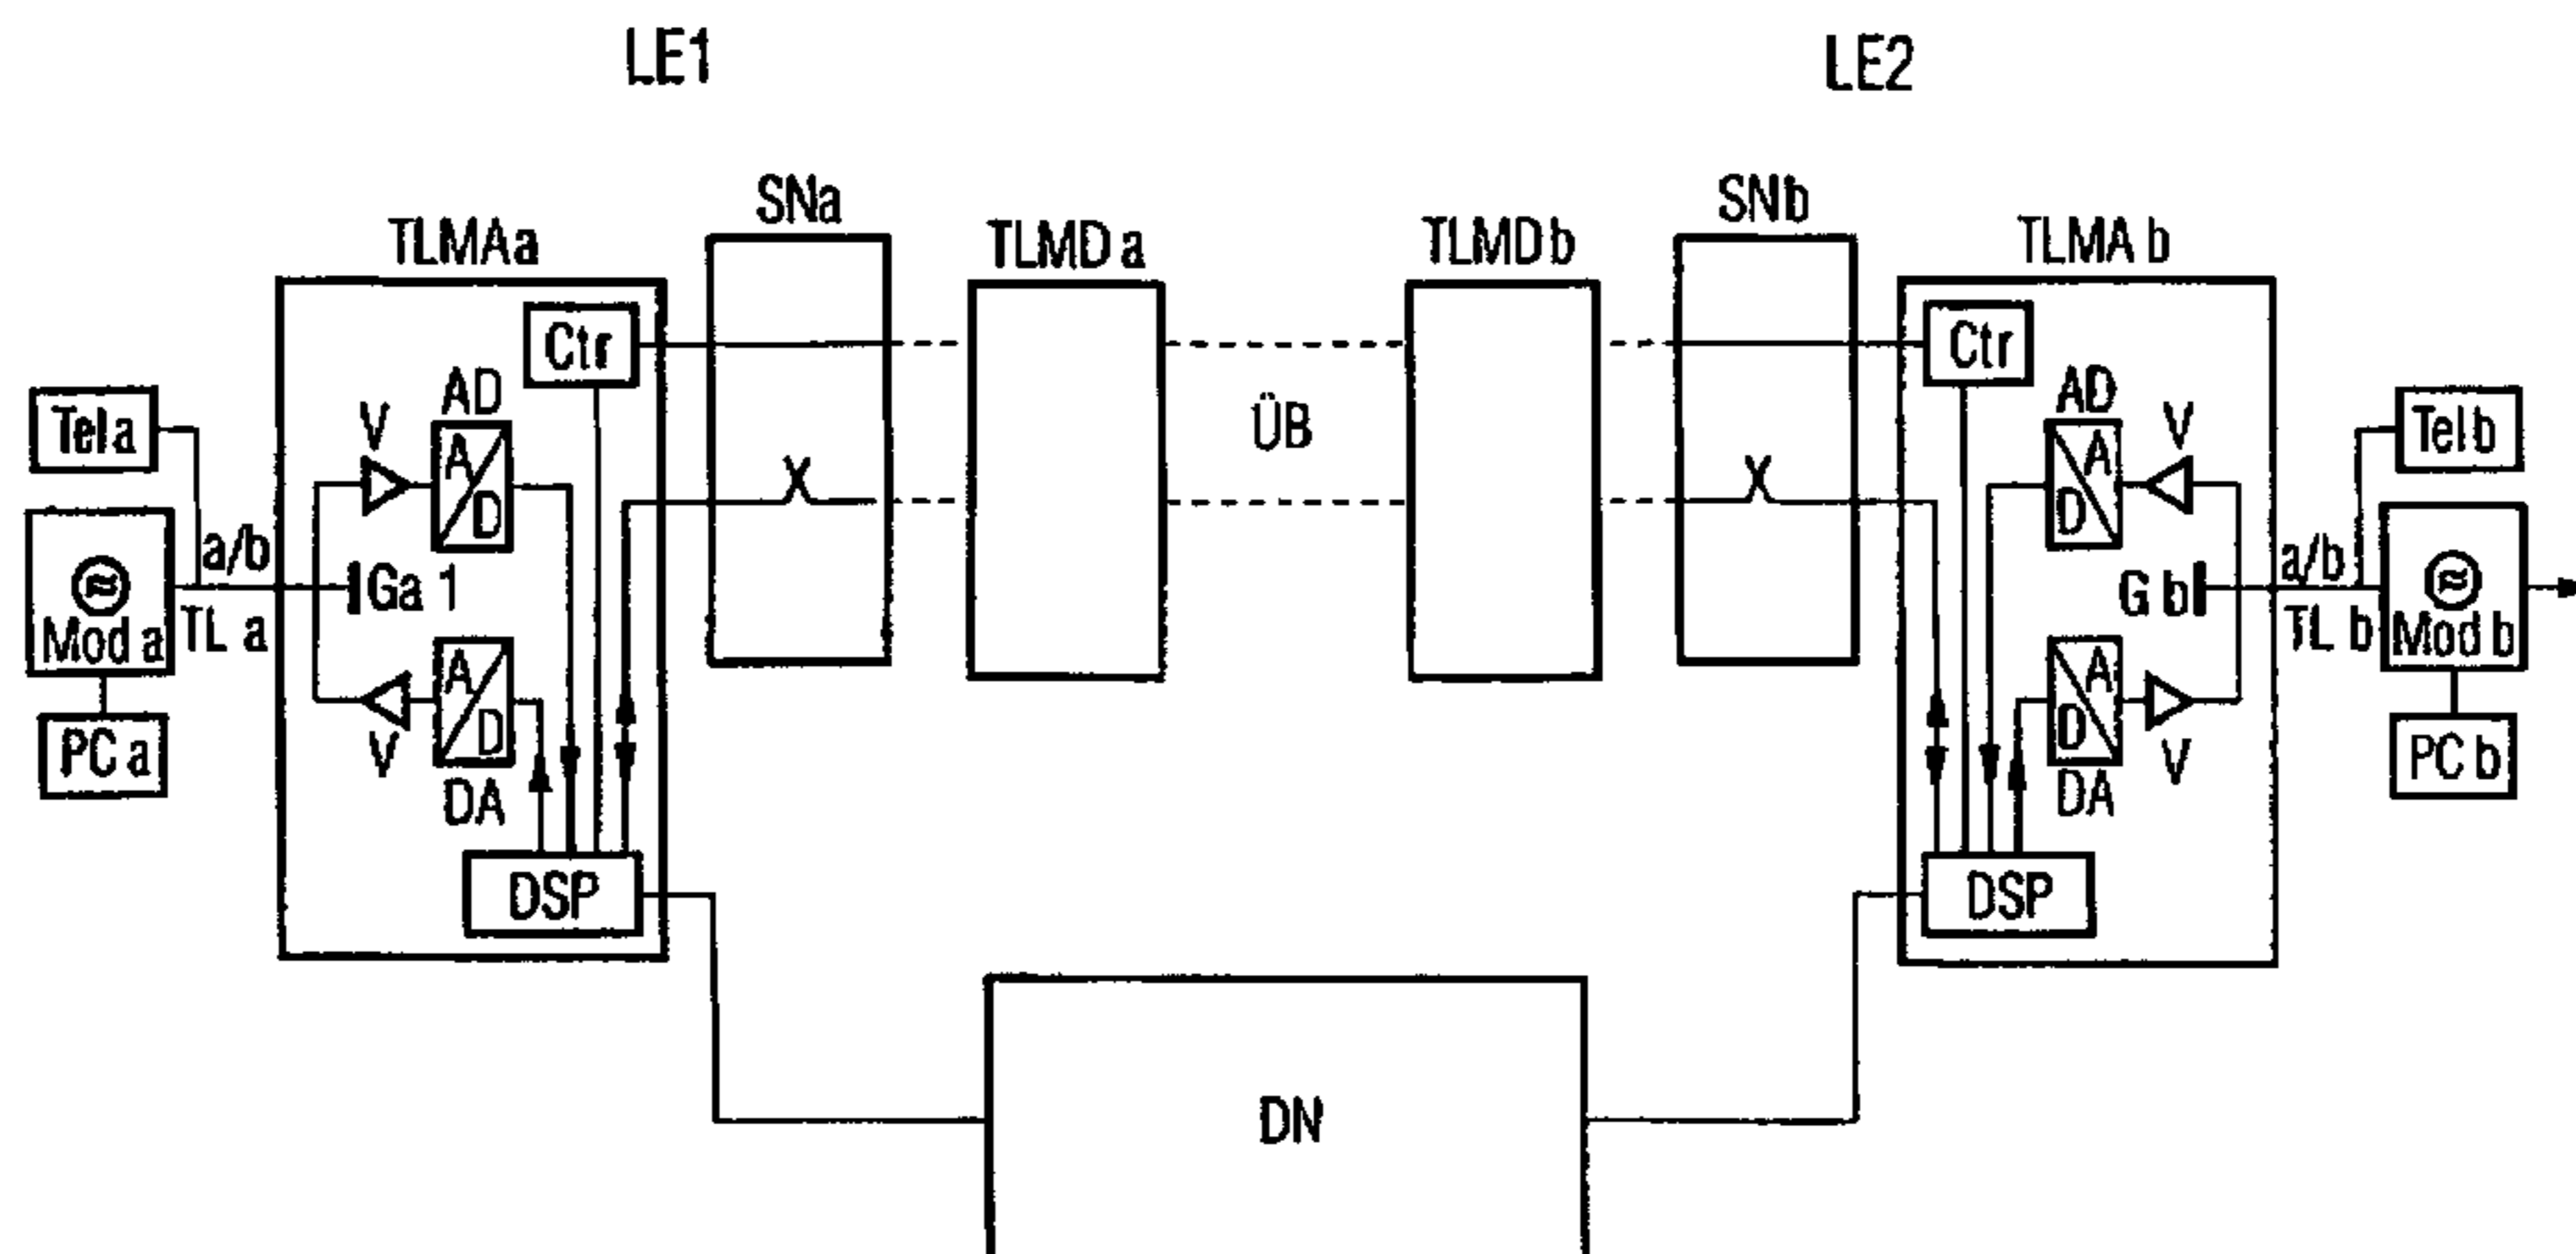 LE1
LE2
SNa
SNb
TLMAa
TLMD a
TLMD b
TLMA b
Ctr
Ctr
V
AD
AD
V
Tel a
A
D
ÜB
A
D
Tel b
a/b
Ga 1
G b
a/b
Mod a
TL a
TL b
Mod b
A
D
A
D
PC a
V
V
PC b
DA
DA
DSP
DSP
DN